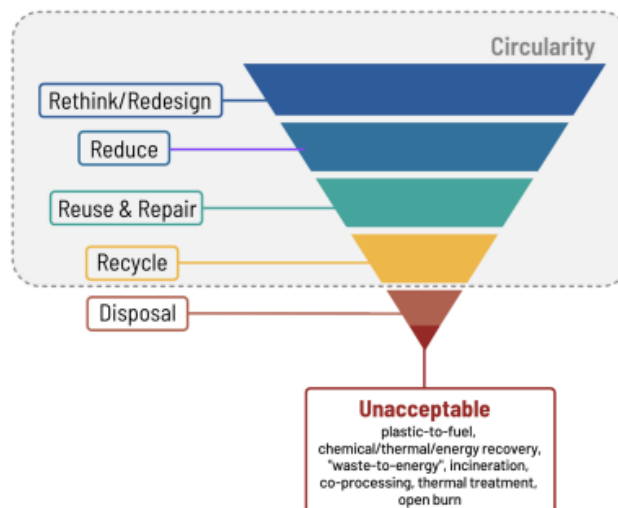 Circularity
Rethink/Redesign
Reduce
Reuse & Repair
Recycle
Disposal
Unacceptable
plastic-to-fuel,
chemical/thermal/energy recovery,
"waste-to-energy", incineration,
co-processing, thermal treatment,
open burn